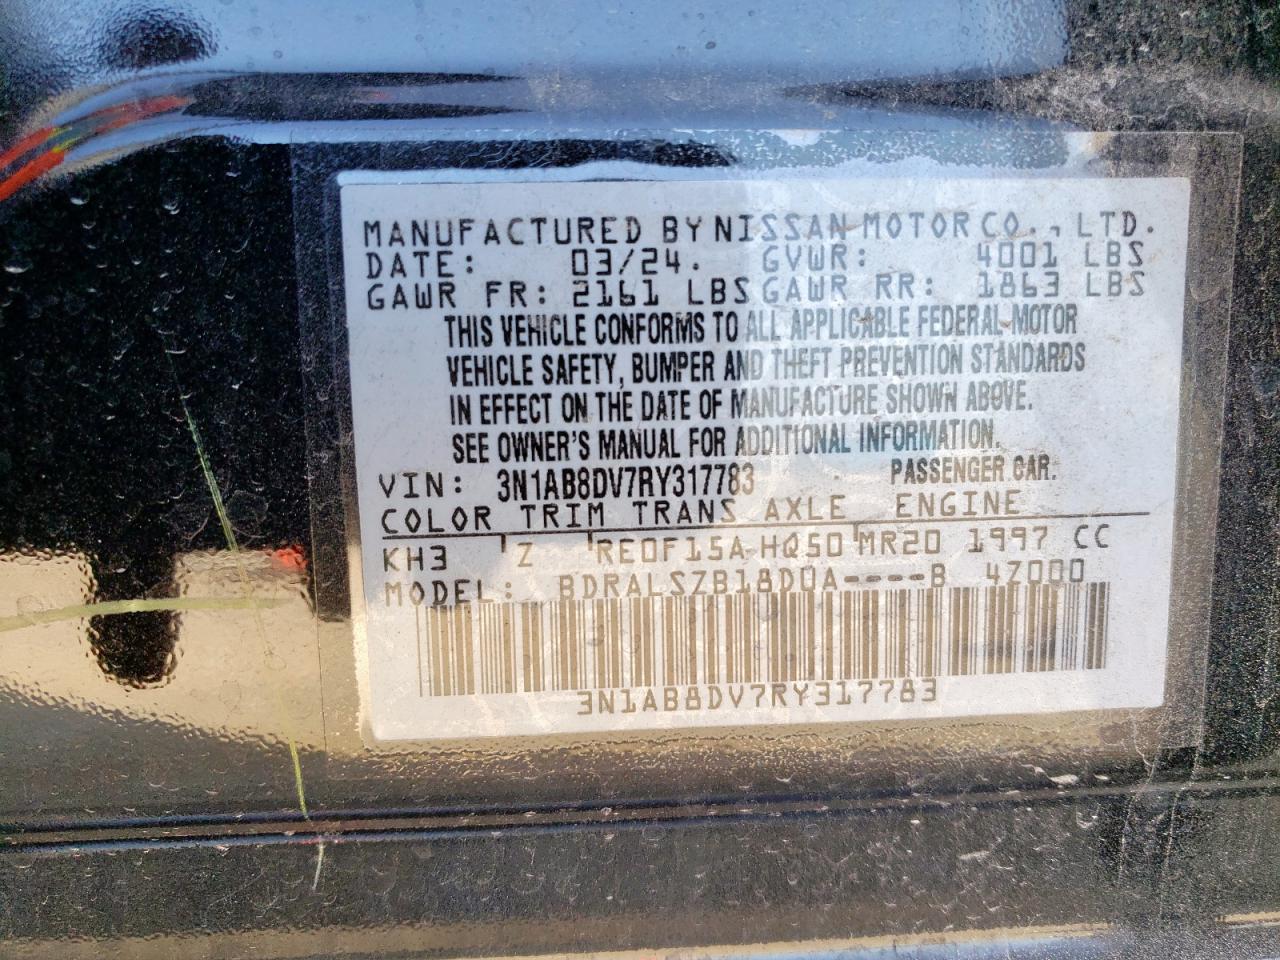 MANUFACTURED BY NISSAN MOTOR CO., LTD.
DATE: 03/24. GVWR: 4001 LBS
GAWR FR: 2161 LBS GAWR RR: 1863 LBS
THIS VEHICLE CONFORMS TO ALL APPLICABLE FEDERAL MOTOR
VEHICLE SAFETY, BUMPER AND THEFT PREVENTION STANDARDS
IN EFFECT ON THE DATE OF MANUFACTURE SHOWN ABOVE.
SEE OWNER'S MANUAL FOR ADDITIONAL INFORMATION.
VIN: 3N1AB8DV7RY317783 PASSENGER CAR.
COLOR TRIM TRANS AXLE ENGINE
KH3 Z RE0F15A-HQ50 MR20 1997 CC
MODEL: BDRALSZB18DUA----B 4Z000
3N1AB8DV7RY317783